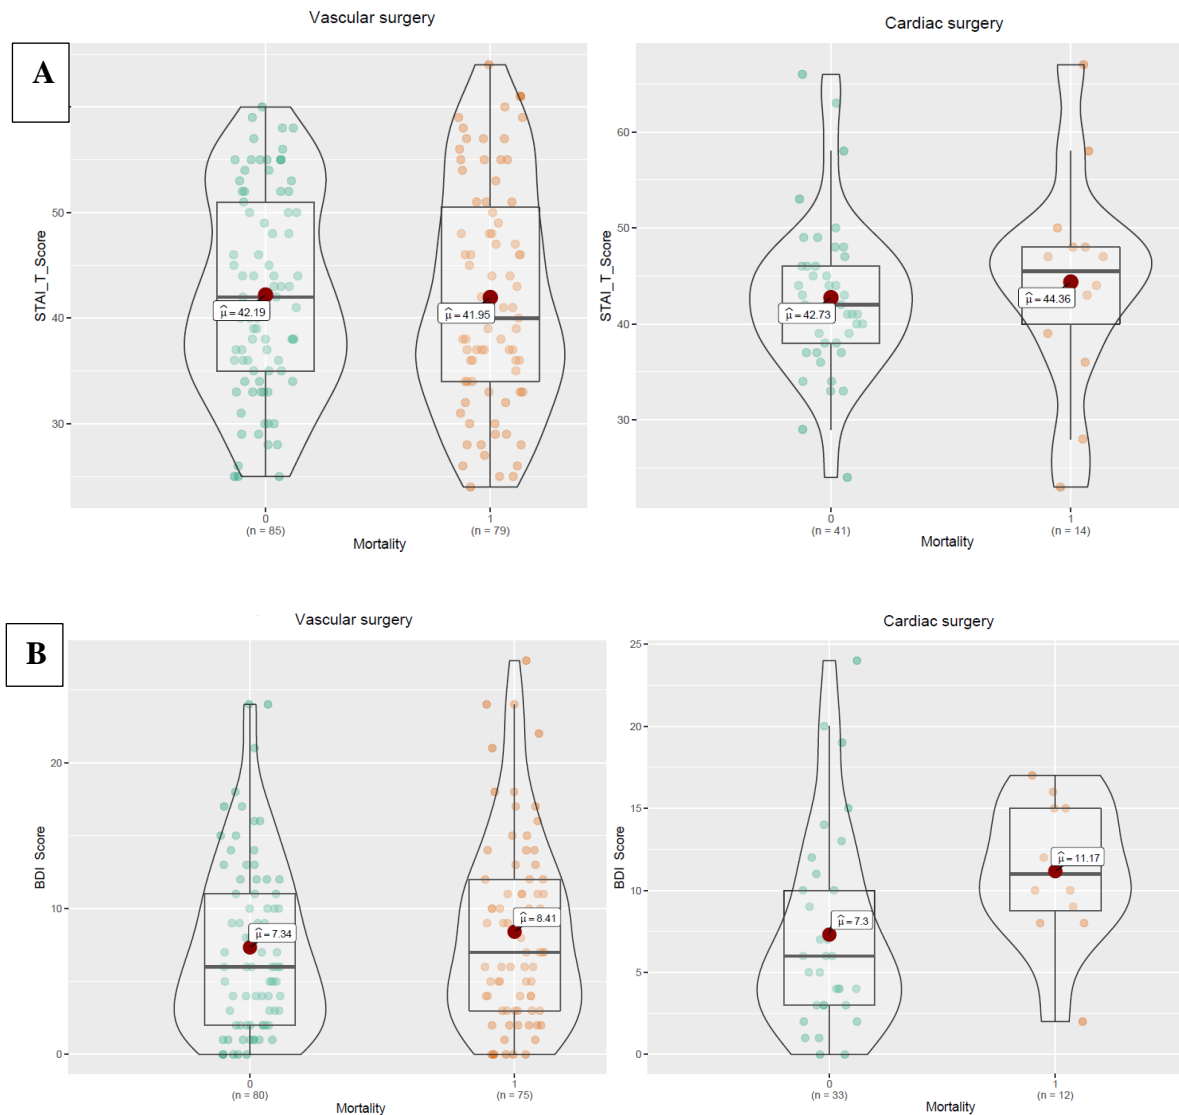 Vascular surgery
Cardiac surgery
A
STAI_T_Score
50
40
30
μ̂ = 42.19
μ̂ = 41.95
0
(n = 85)
1
(n = 79)
Mortality
STAI_T_Score
60
50
40
30
μ̂ = 42.73
μ̂ = 44.36
0
(n = 41)
1
(n = 14)
Mortality
Vascular surgery
Cardiac surgery
B
BDI_Score
20
10
0
μ̂ = 7.34
μ̂ = 8.41
0
(n = 80)
1
(n = 75)
Mortality
BDI_Score
25
20
15
10
5
0
μ̂ = 7.3
μ̂ = 11.17
0
(n = 33)
1
(n = 12)
Mortality